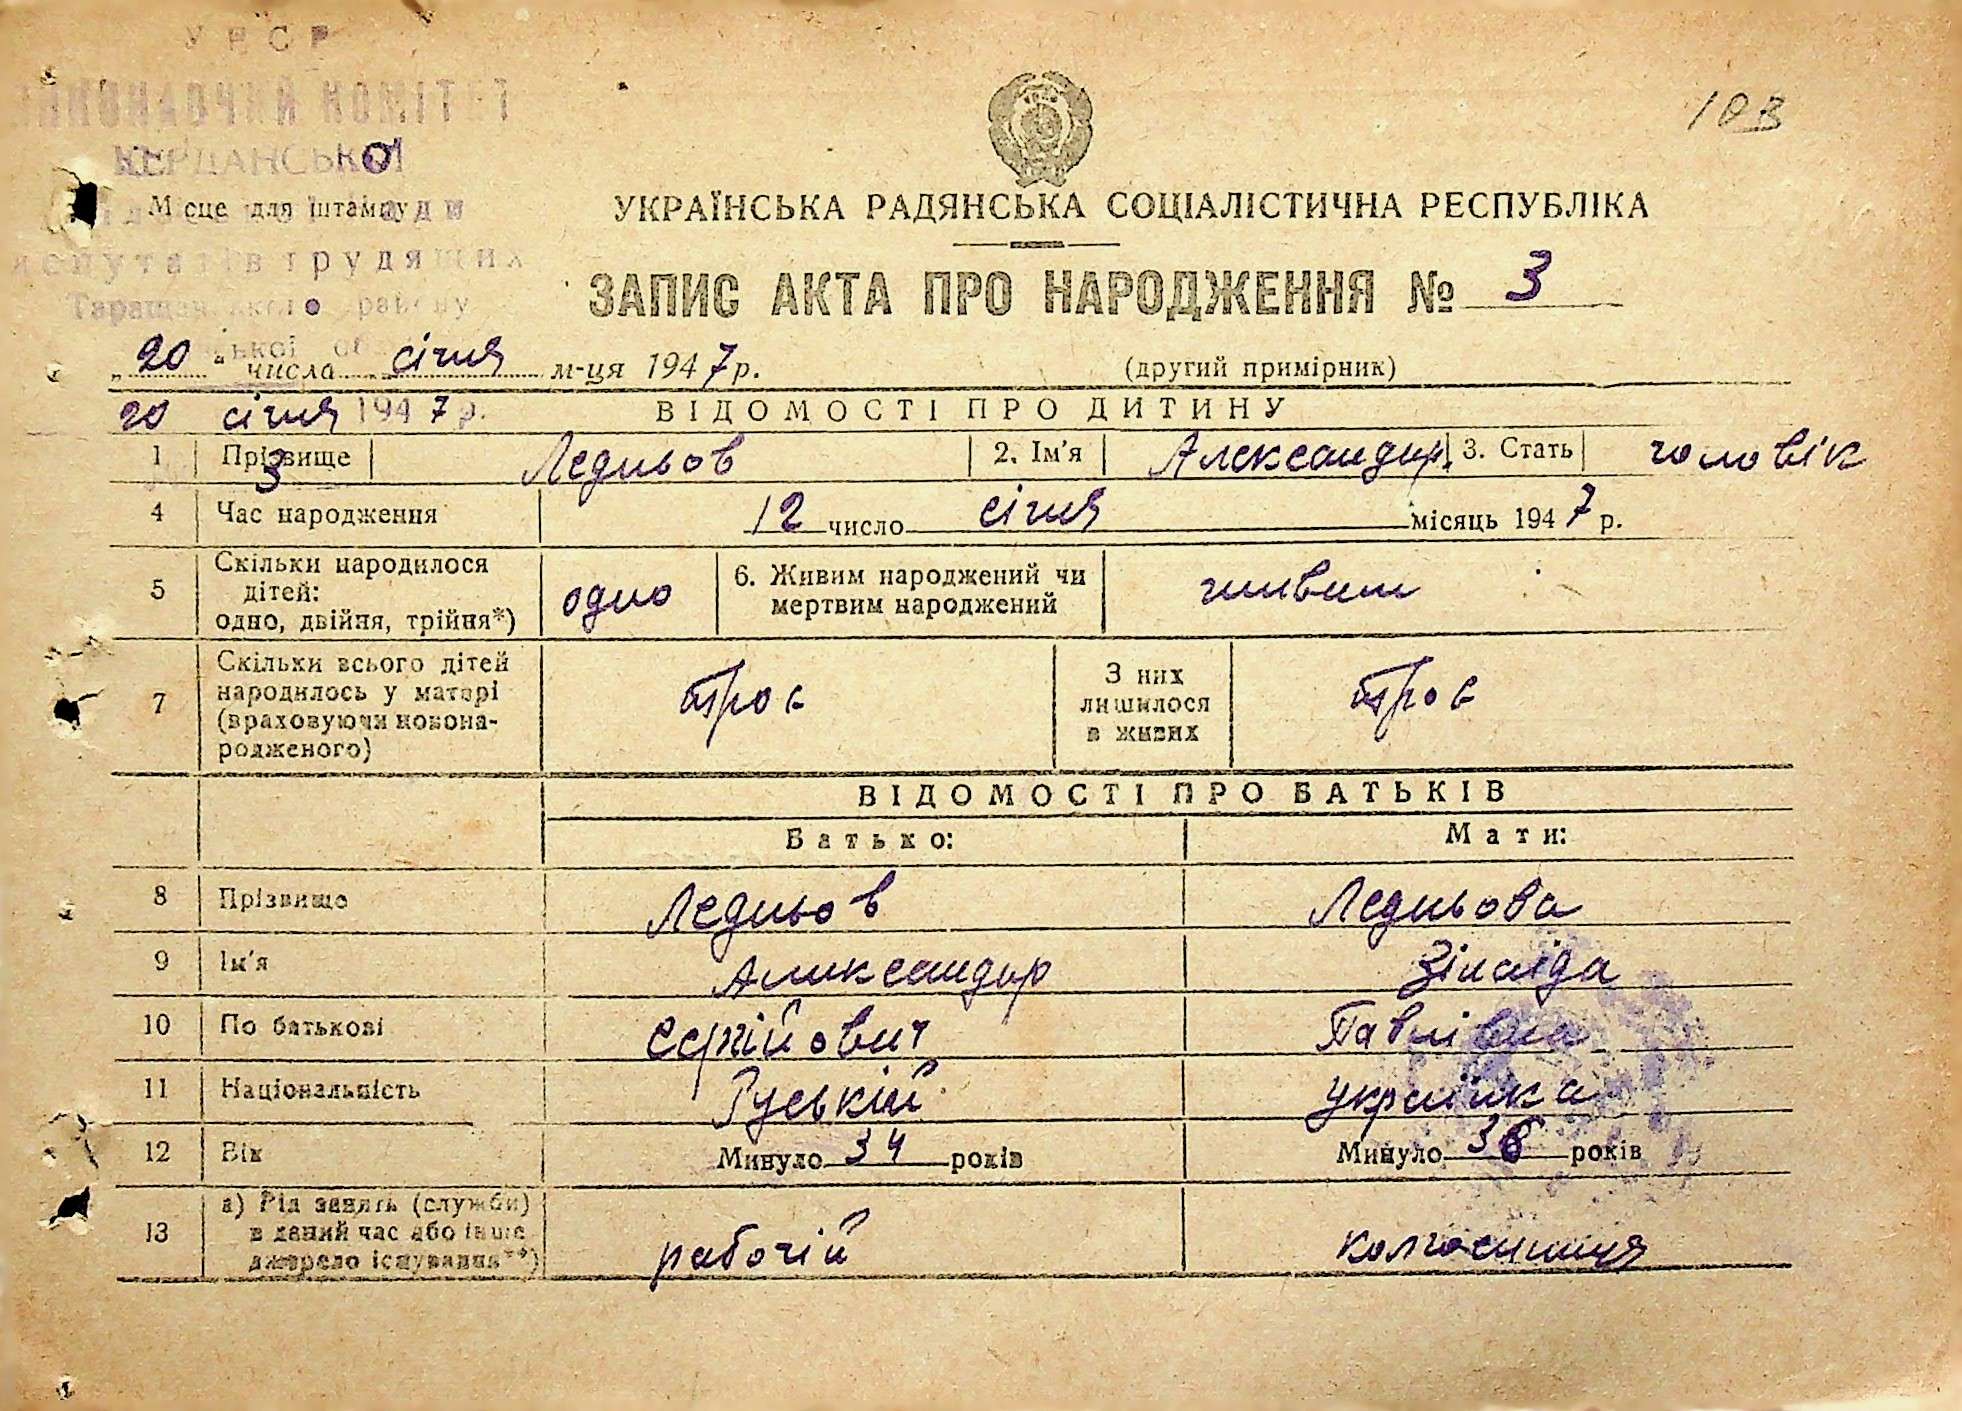 У Р С Р
ВИКОНАВЧИЙ КОМІТЕТ
КЕРДАНСЬКОЇ
Місце для штампу
депутатів трудящих
Таращанського району
103
УКРАЇНСЬКА РАДЯНСЬКА СОЦІАЛІСТИЧНА РЕСПУБЛІКА
ЗАПИС АКТА ПРО НАРОДЖЕННЯ № 3
„20“ числа січня м-ця 1947 р. (другий примірник)
20 січня 1947 р.
3
ВІДОМОСТІ ПРО ДИТИНУ
1 Прізвище Ледньов 2. Ім'я Александр 3. Стать чоловік
4 Час народження 12 число січня місяць 1947 р.
5 Скільки народилося дітей: одно, двійня, трійня*) одно 6. Живим народжений чи мертвим народжений живим
7 Скільки всього дітей народилось у матері (враховуючи новонародженого) троє З них лишилося в живих троє
ВІДОМОСТІ ПРО БАТЬКІВ
Батько: Мати:
8 Прізвище Ледньов Ледньова
9 Ім'я Александр Зінаїда
10 По батькові Сергійович Павлівна
11 Національність Руській українка
12 Вік Минуло 34 років Минуло 36 років
13 а) Рід занять (служби) в даний час або інше джерело існування**) рабочій колгоспниця